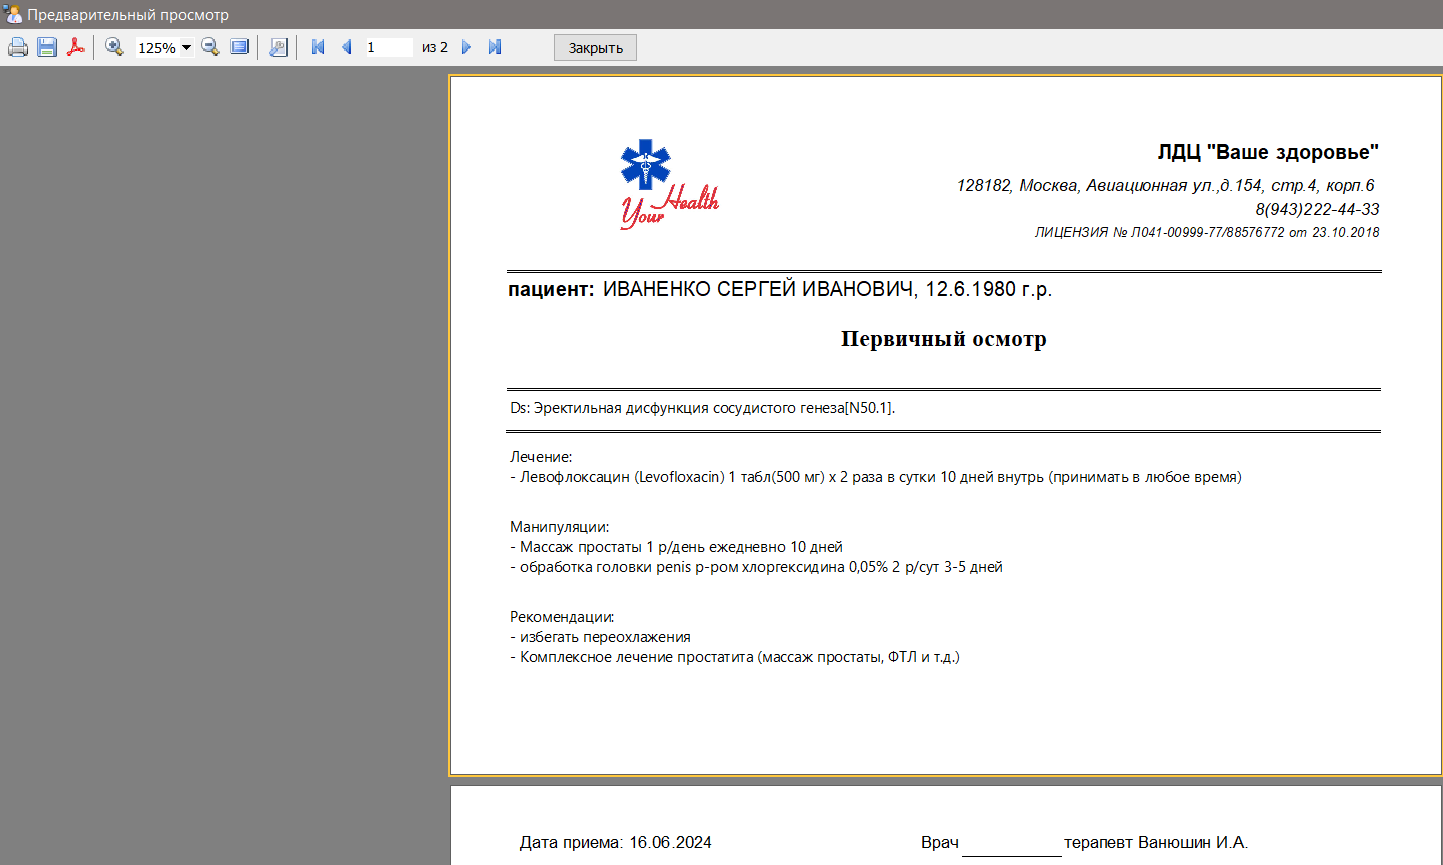 Предварительный просмотр
125% 1 из 2 Закрыть
Your Health
ЛДЦ "Ваше здоровье"
128182, Москва, Авиационная ул.,д.154, стр.4, корп.6
8(943)222-44-33
ЛИЦЕНЗИЯ № Л041-00999-77/88576772 от 23.10.2018
пациент: ИВАНЕНКО СЕРГЕЙ ИВАНОВИЧ, 12.6.1980 г.р.
Первичный осмотр
Ds: Эректильная дисфункция сосудистого генеза[N50.1].
Лечение:
- Левофлоксацин (Levofloxacin) 1 табл(500 мг) x 2 раза в сутки 10 дней внутрь (принимать в любое время)
Манипуляции:
- Массаж простаты 1 р/день ежедневно 10 дней
- обработка головки penis р-ром хлоргексидина 0,05% 2 р/сут 3-5 дней
Рекомендации:
- избегать переохлажения
- Комплексное лечение простатита (массаж простаты, ФТЛ и т.д.)
Дата приема: 16.06.2024 Врач терапевт Ванюшин И.А.